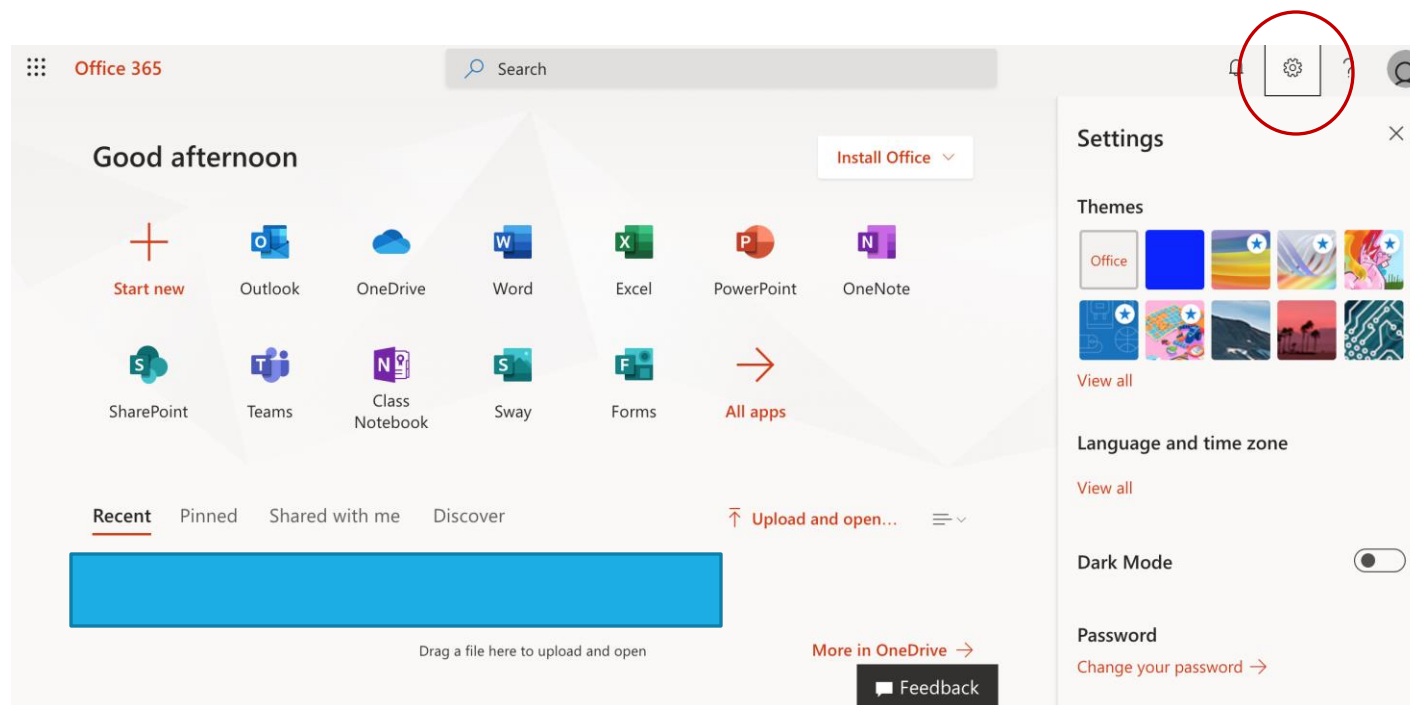 Office 365
Search
?
Good afternoon
Install Office
Start new
Outlook
OneDrive
Word
Excel
PowerPoint
OneNote
SharePoint
Teams
Class
Notebook
Sway
Forms
All apps
Recent Pinned Shared with me Discover
Upload and open...
Drag a file here to upload and open
More in OneDrive →
Feedback
Settings
Themes
Office
View all
Language and time zone
View all
Dark Mode
Password
Change your password →